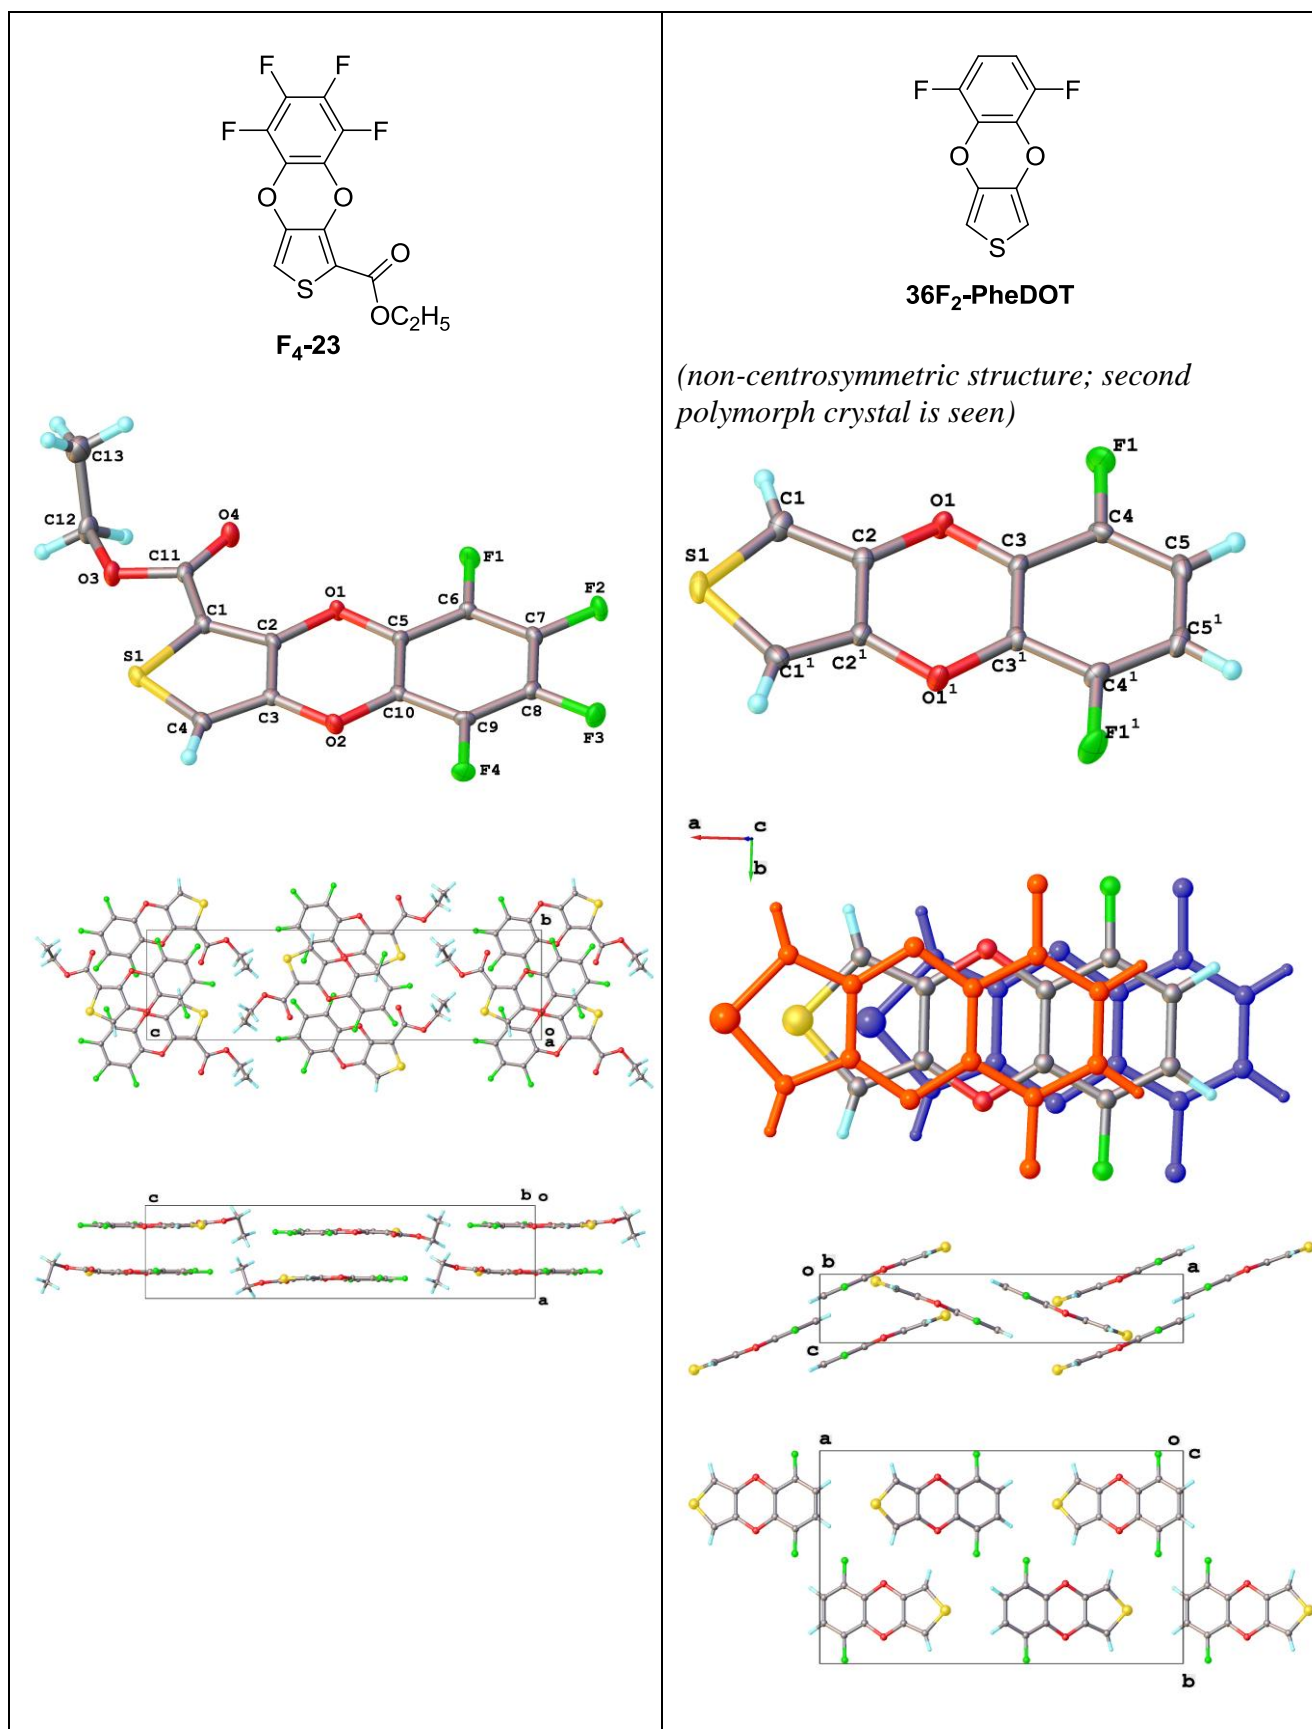 F F
F F
O O
O
S
OC2H5
F4-23
C13
C12
O4
C11
O3
C1
S1
C2
O1
C5
C6
F1
F2
C7
C4
C3
O2
C10
C9
C8
F3
F4
b
c
o
a
c
b o
a
F F
O O
S
36F2-PheDOT
(non-centrosymmetric structure; second
polymorph crystal is seen)
F1
C1
O1
C4
S1
C2
C3
C5
C1¹
C2¹
C3¹
C5¹
O1¹
C4¹
F1¹
a
c
b
o b
a
c
a
o
c
b